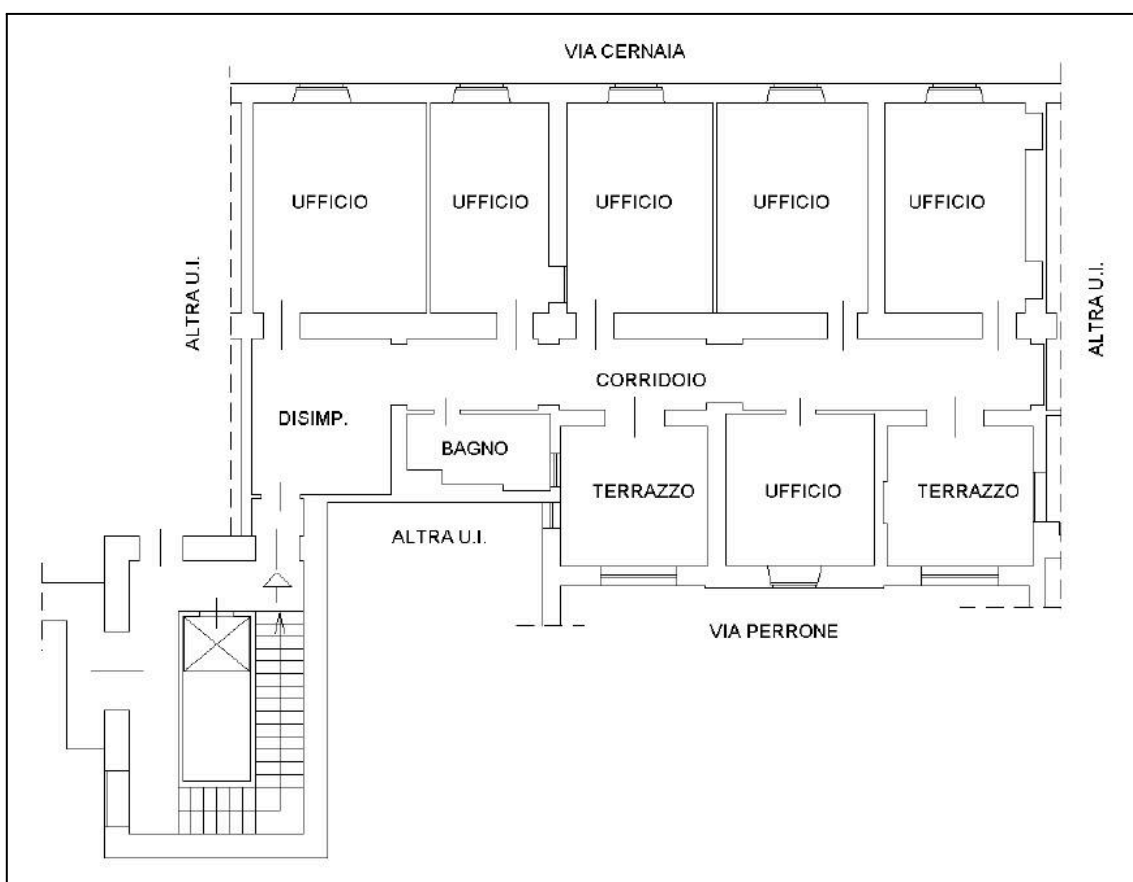 VIA CERNAIA
UFFICIO
UFFICIO
UFFICIO
UFFICIO
UFFICIO
ALTRA U.I.
ALTRA U.I.
CORRIDOIO
DISIMP.
BAGNO
TERRAZZO
UFFICIO
TERRAZZO
ALTRA U.I.
VIA PERRONE